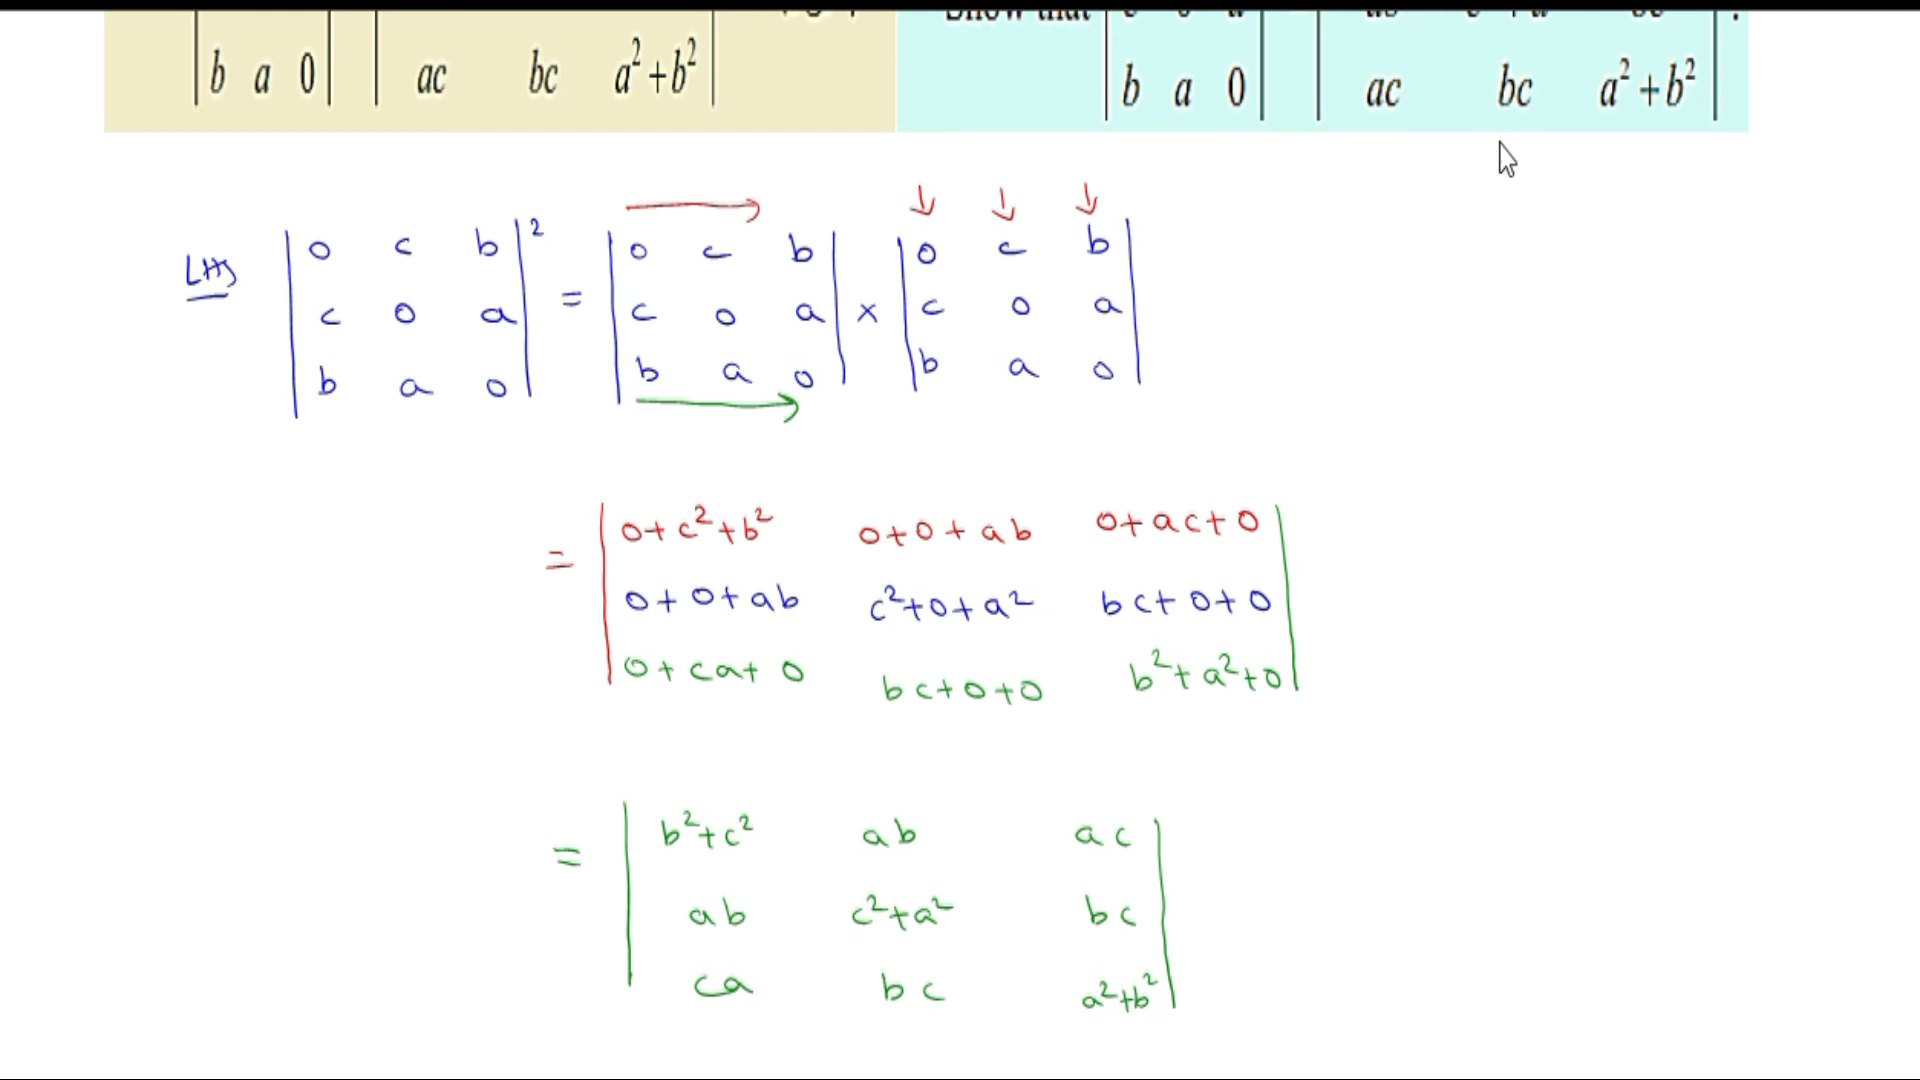 Show that
|b a 0| | ac bc a²+b²|
|b a 0| | ac bc a²+b²|
LHS |0 c b|² = |0 c b| × |0 c b|
|c 0 a| |c 0 a| |c 0 a|
|b a 0| |b a 0| |b a 0|
= |0+c²+b² 0+0+ab 0+ac+0|
|0+0+ab c²+0+a² bc+0+0|
|0+ca+0 bc+0+0 b²+a²+0|
= |b²+c² ab ac|
|ab c²+a² bc|
|ca bc a²+b²|